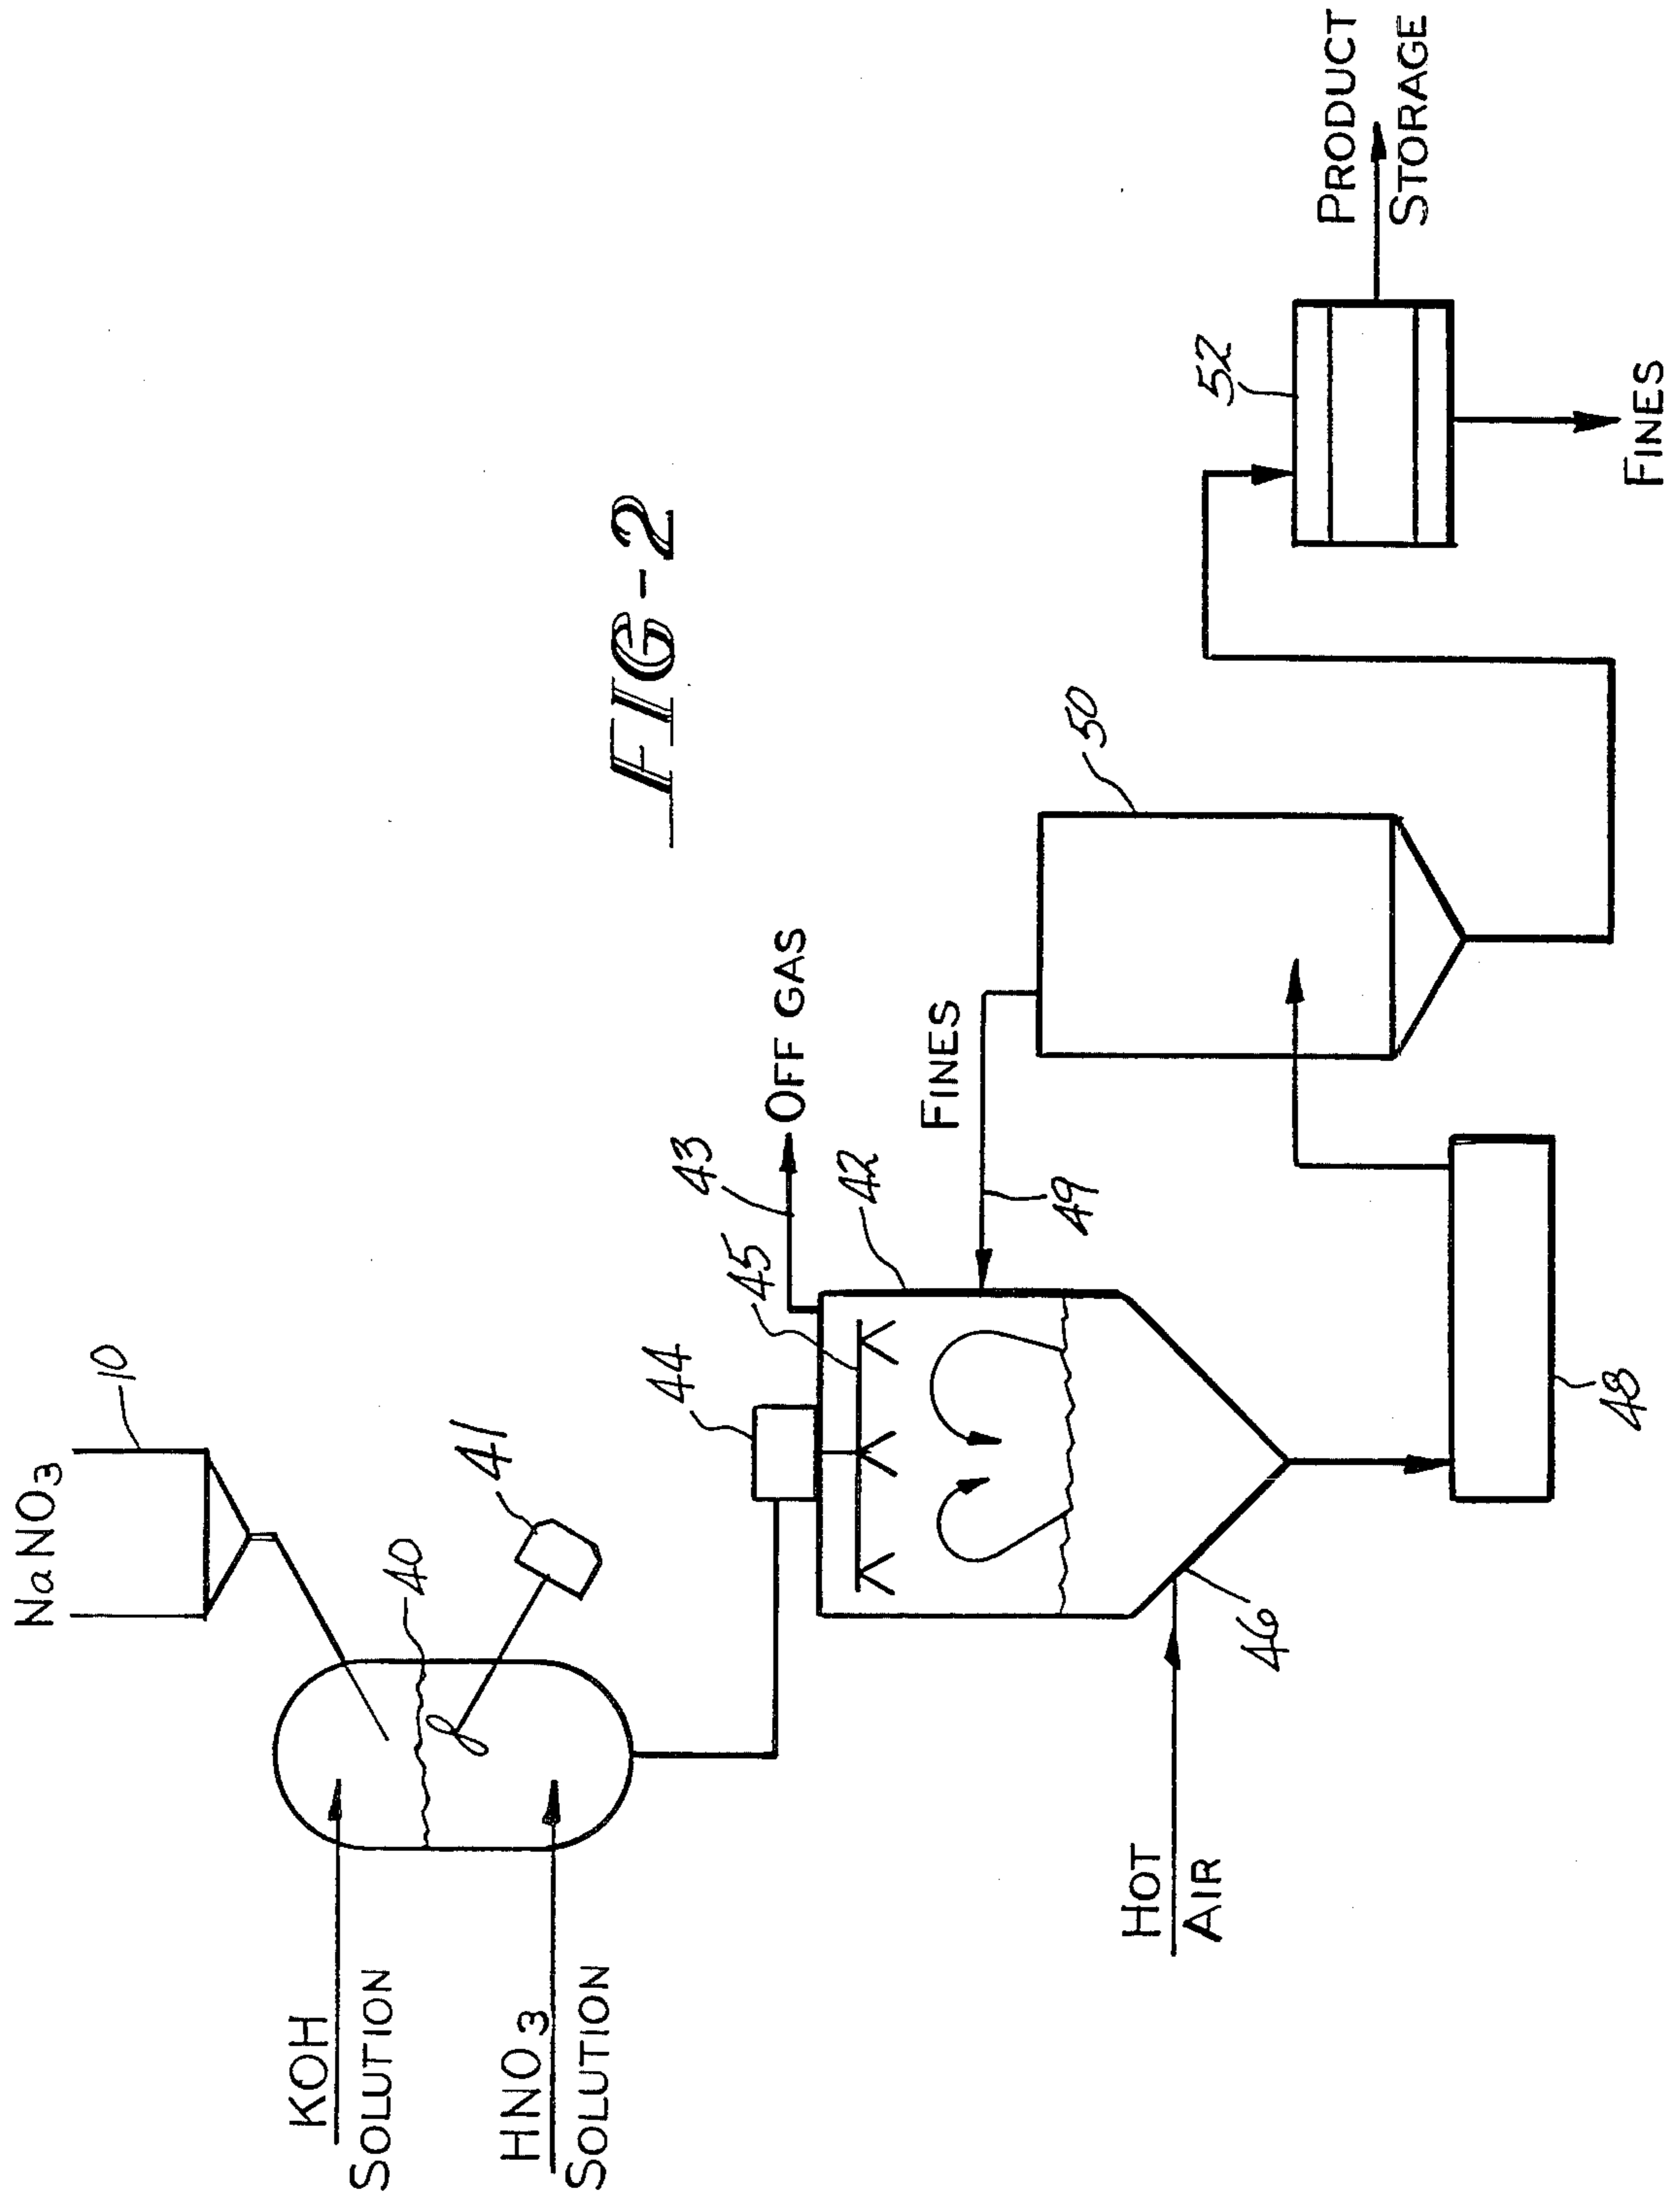 NaNO3
10
KOH
SOLUTION
40
41
HNO3
SOLUTION
44
45
43
OFF GAS
FIG-2
42
FINES
49
50
HOT
AIR
46
48
52
PRODUCT
STORAGE
FINES